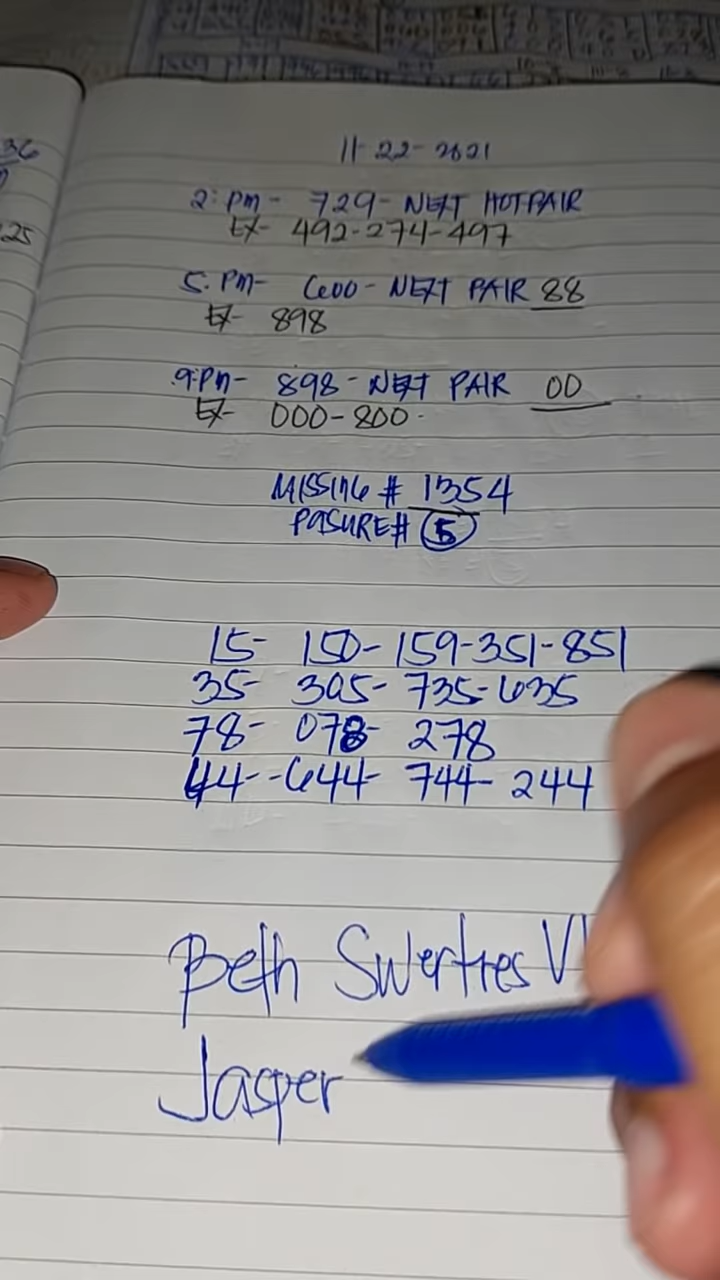 36
25
11-22-2021
2: PM - 729 - NEXT HOTPAIR
EX- 492-274-497
5: PM- 600 - NEXT PAIR 88
EX- 898
9:PM- 898 - NEXT PAIR 00
EX- 000-800
MISSING # 1354
PASURE# 5
15- 150- 159-351-851
35- 305- 735-635
78- 078- 278
44- -644- 744- 244
Beth Swertres
Jasper